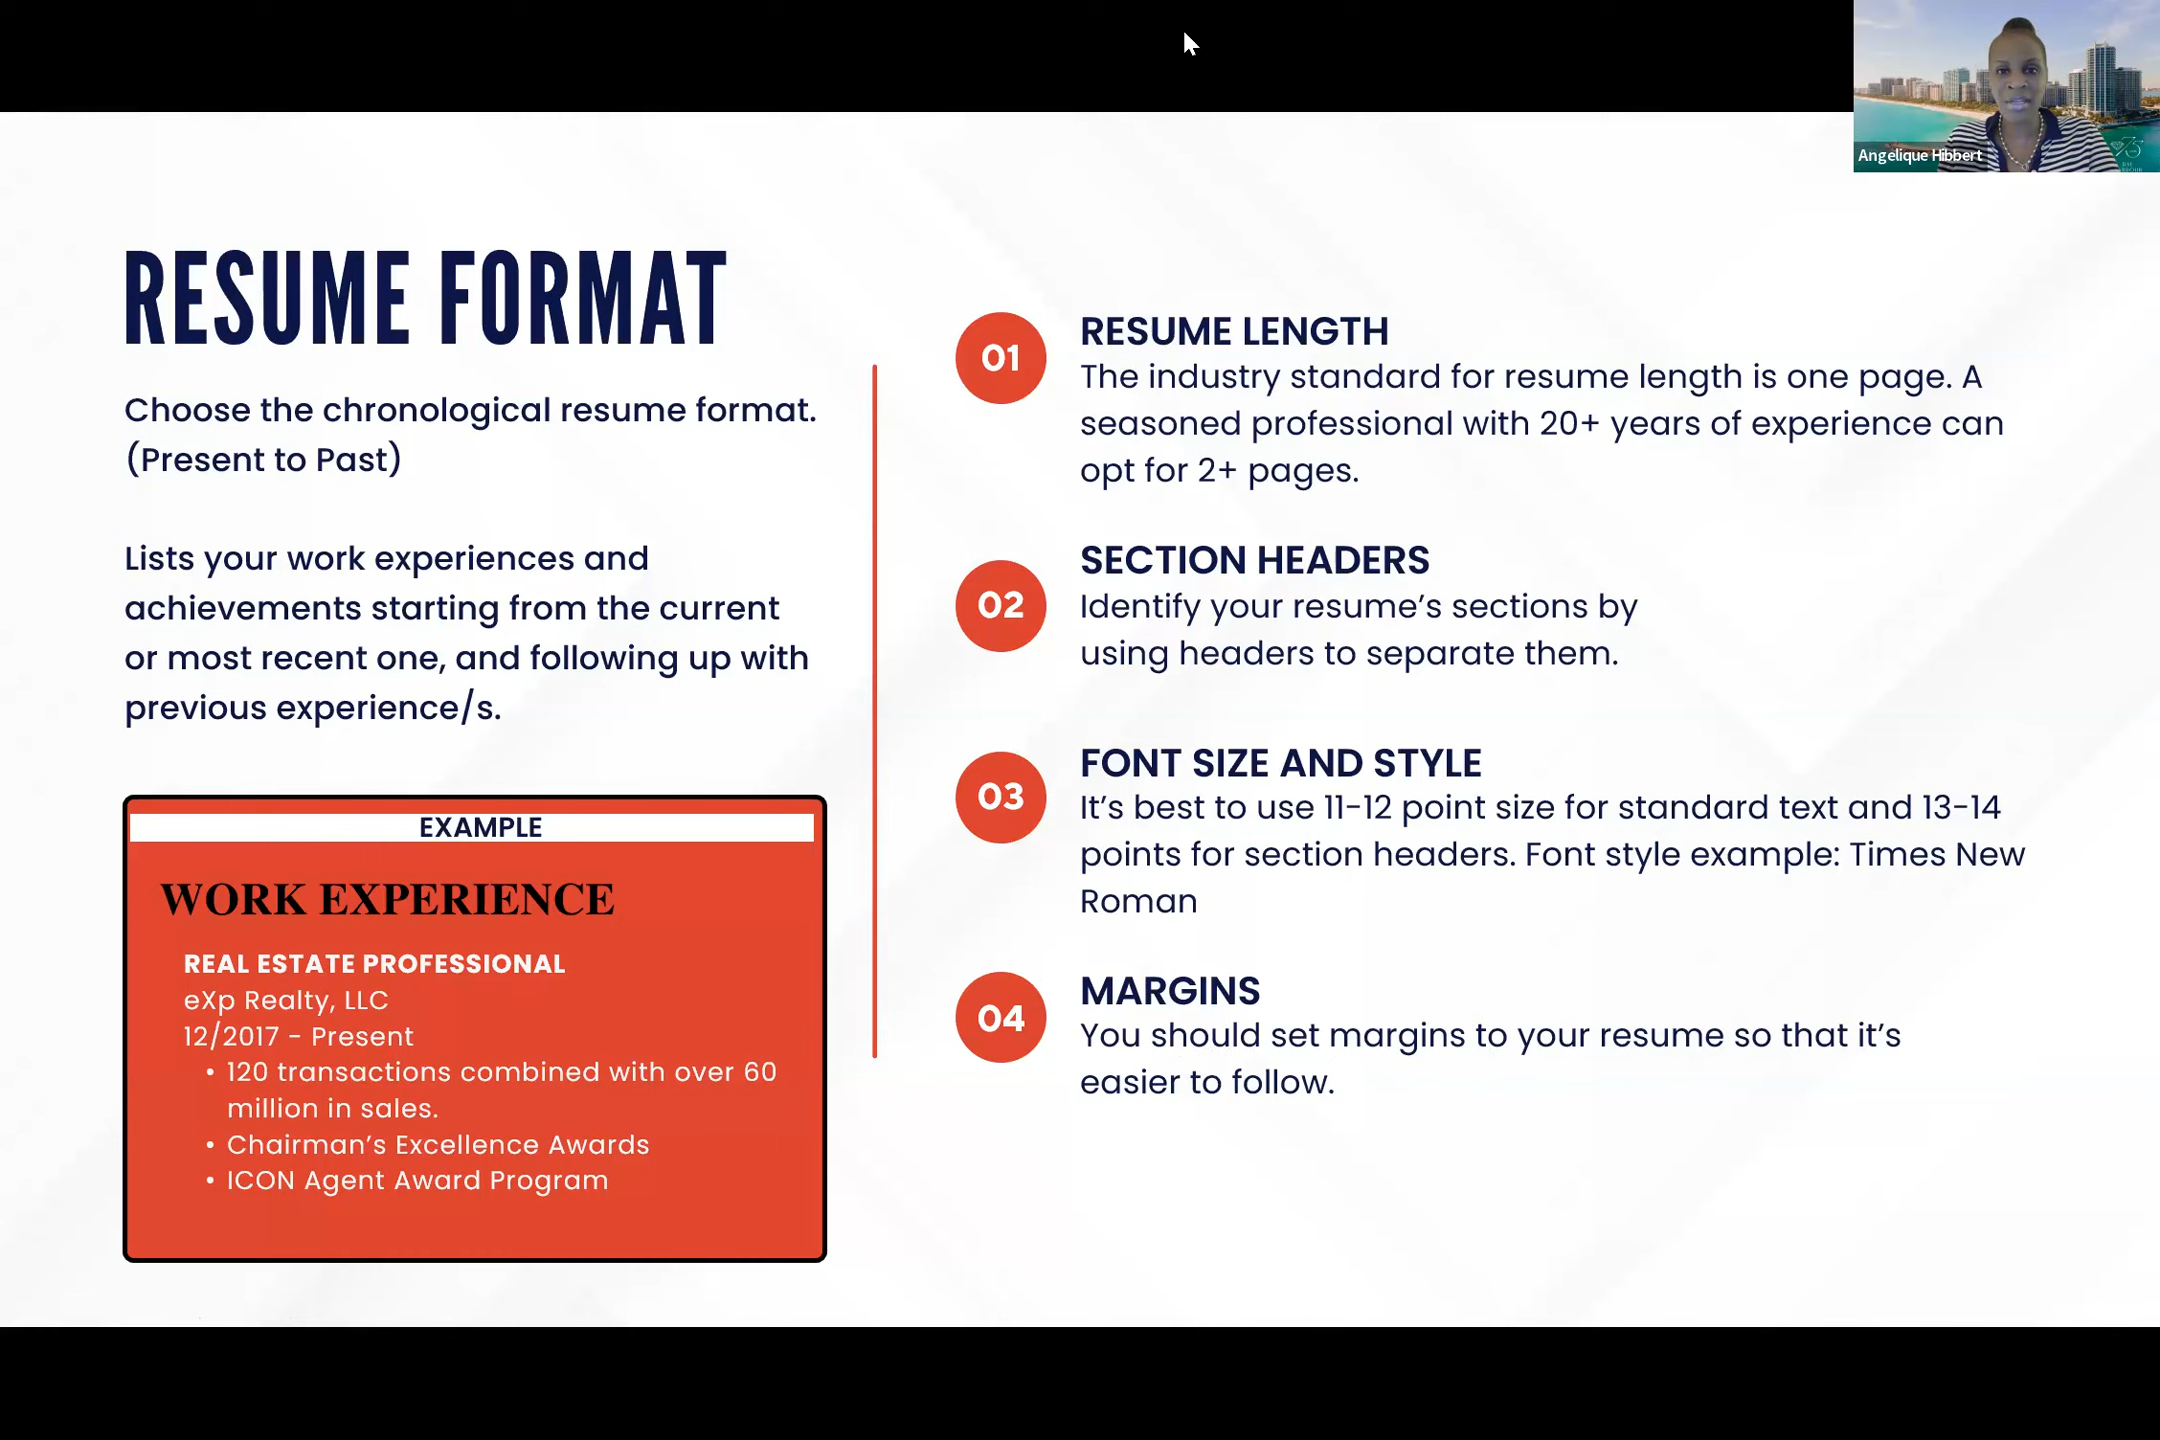 Angelique Hibbert
RESUME FORMAT
Choose the chronological resume format.
(Present to Past)
Lists your work experiences and
achievements starting from the current
or most recent one, and following up with
previous experience/s.
EXAMPLE
WORK EXPERIENCE
REAL ESTATE PROFESSIONAL
eXp Realty, LLC
12/2017 - Present
• 120 transactions combined with over 60
million in sales.
• Chairman's Excellence Awards
• ICON Agent Award Program
01
RESUME LENGTH
The industry standard for resume length is one page. A
seasoned professional with 20+ years of experience can
opt for 2+ pages.
02
SECTION HEADERS
Identify your resume's sections by
using headers to separate them.
03
FONT SIZE AND STYLE
It's best to use 11-12 point size for standard text and 13-14
points for section headers. Font style example: Times New
Roman
04
MARGINS
You should set margins to your resume so that it's
easier to follow.